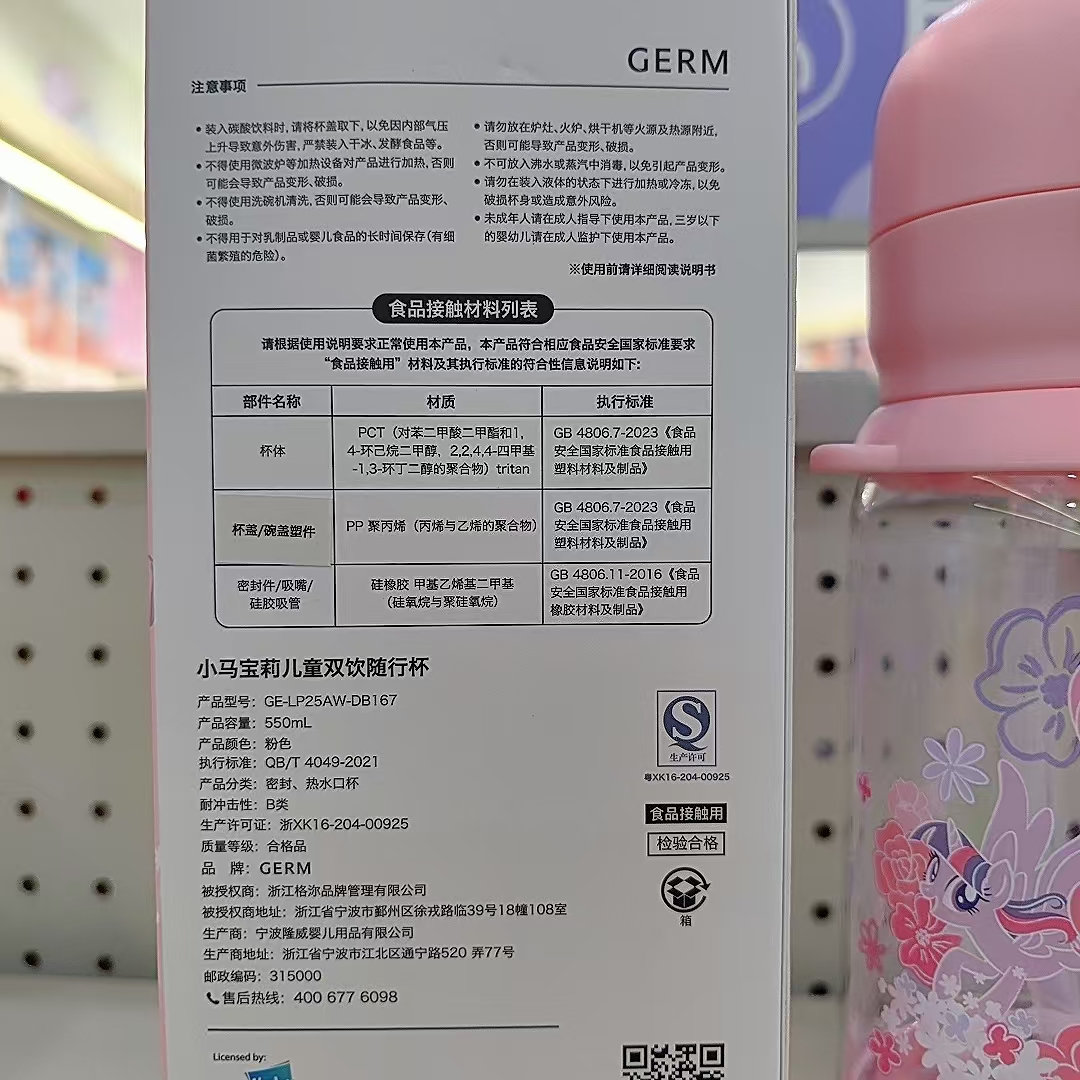 GERM
注意事项
•装入碳酸饮料时,请将杯盖取下,以免因内部气压
上升导致意外伤害,严禁装入干冰、发酵食品等。
•不得使用微波炉等加热设备对产品进行加热,否则
可能会导致产品变形、破损。
•不得使用洗碗机清洗,否则可能会导致产品变形、
破损。
•不得用于对乳制品或婴儿食品的长时间保存(有细
菌繁殖的危险)。
•请勿放在炉灶、火炉、烘干机等火源及热源附近,
否则可能导致产品变形、破损。
•不可放入沸水或蒸汽中消毒,以免引起产品变形。
•请勿在装入液体的状态下进行加热或冷冻,以免
破损杯身或造成意外风险。
•未成年人请在成人指导下使用本产品,三岁以下
的婴幼儿请在成人监护下使用本产品。
※使用前请详细阅读说明书
食品接触材料列表
请根据使用说明要求正常使用本产品，本产品符合相应食品安全国家标准要求
“食品接触用”材料及其执行标准的符合性信息说明如下:
部件名称 材质 执行标准
杯体
PCT（对苯二甲酸二甲酯和1,
4-环己烷二甲醇，2,2,4,4-四甲基
-1,3-环丁二醇的聚合物）tritan
GB 4806.7-2023《食品
安全国家标准食品接触用
塑料材料及制品》
杯盖/碗盖塑件
PP 聚丙烯（丙烯与乙烯的聚合物）
GB 4806.7-2023《食品
安全国家标准食品接触用
塑料材料及制品》
密封件/吸嘴/
硅胶吸管
硅橡胶 甲基乙烯基二甲基
（硅氧烷与聚硅氧烷）
GB 4806.11-2016《食品
安全国家标准食品接触用
橡胶材料及制品》
小马宝莉儿童双饮随行杯
产品型号：GE-LP25AW-DB167
产品容量：550mL
产品颜色：粉色
执行标准：QB/T 4049-2021
产品分类：密封、热水口杯
耐冲击性：B类
生产许可证：浙XK16-204-00925
质量等级：合格品
品 牌：GERM
被授权商：浙江格沵品牌管理有限公司
被授权商地址：浙江省宁波市鄞州区徐戎路临39号18幢108室
生产商：宁波隆威婴儿用品有限公司
生产商地址：浙江省宁波市江北区通宁路520 弄77号
邮政编码：315000
售后热线：400 677 6098
生产许可
粤XK16-204-00925
食品接触用
检验合格
箱
Licensed by: